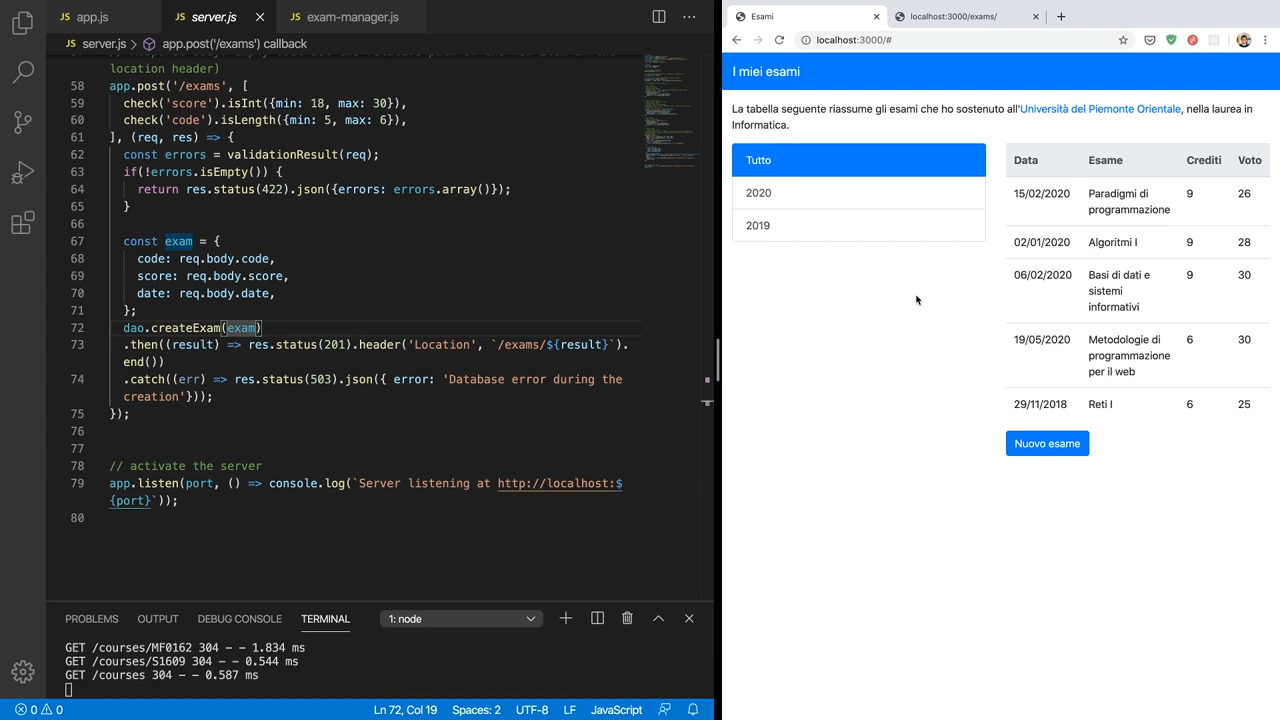 app.js
server.js
exam-manager.js
server.js
app.post('/exams') callback
location header)
58 app.post('/exams', [
59 check('score').isInt({min: 18, max: 30}),
60 check('code').isLength({min: 5, max: 6}),
61 ], (req, res) => {
62 const errors = validationResult(req);
63 if(!errors.isEmpty()) {
64 return res.status(422).json({errors: errors.array()});
65 }
66
67 const exam = {
68 code: req.body.code,
69 score: req.body.score,
70 date: req.body.date,
71 };
72 dao.createExam(exam)
73 .then((result) => res.status(201).header('Location', `/exams/${result}`).
end())
74 .catch((err) => res.status(503).json({ error: 'Database error during the
creation'}));
75 });
76
77
78 // activate the server
79 app.listen(port, () => console.log(`Server listening at http://localhost:$
{port}`));
80
PROBLEMS
OUTPUT
DEBUG CONSOLE
TERMINAL
1: node
GET /courses/MF0162 304 - - 1.834 ms
GET /courses/S1609 304 - - 0.544 ms
GET /courses 304 - - 0.587 ms
0 0
Ln 72, Col 19
Spaces: 2
UTF-8
LF
JavaScript
Esami
localhost:3000/exams/
localhost:3000/#
I miei esami
La tabella seguente riassume gli esami che ho sostenuto all'Università del Piemonte Orientale, nella laurea in
Informatica.
Tutto
2020
2019
Data Esame Crediti Voto
15/02/2020 Paradigmi di 9 26
programmazione
02/01/2020 Algoritmi I 9 28
06/02/2020 Basi di dati e 9 30
sistemi
informativi
19/05/2020 Metodologie di 6 30
programmazione
per il web
29/11/2018 Reti I 6 25
Nuovo esame